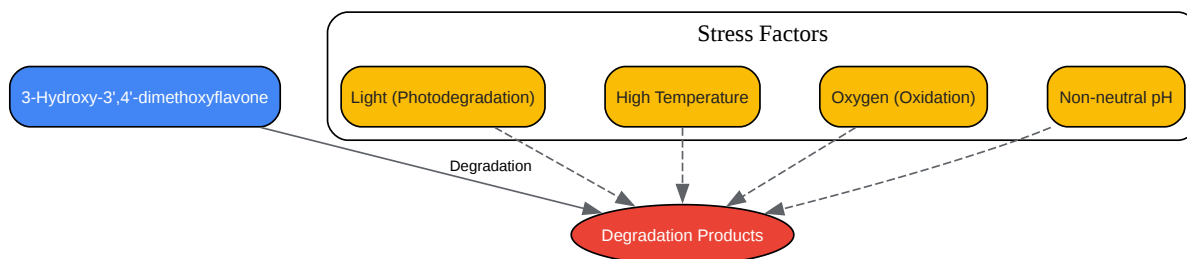 Stress Factors
3-Hydroxy-3',4'-dimethoxyflavone
Light (Photodegradation)
High Temperature
Oxygen (Oxidation)
Non-neutral pH
Degradation
Degradation Products